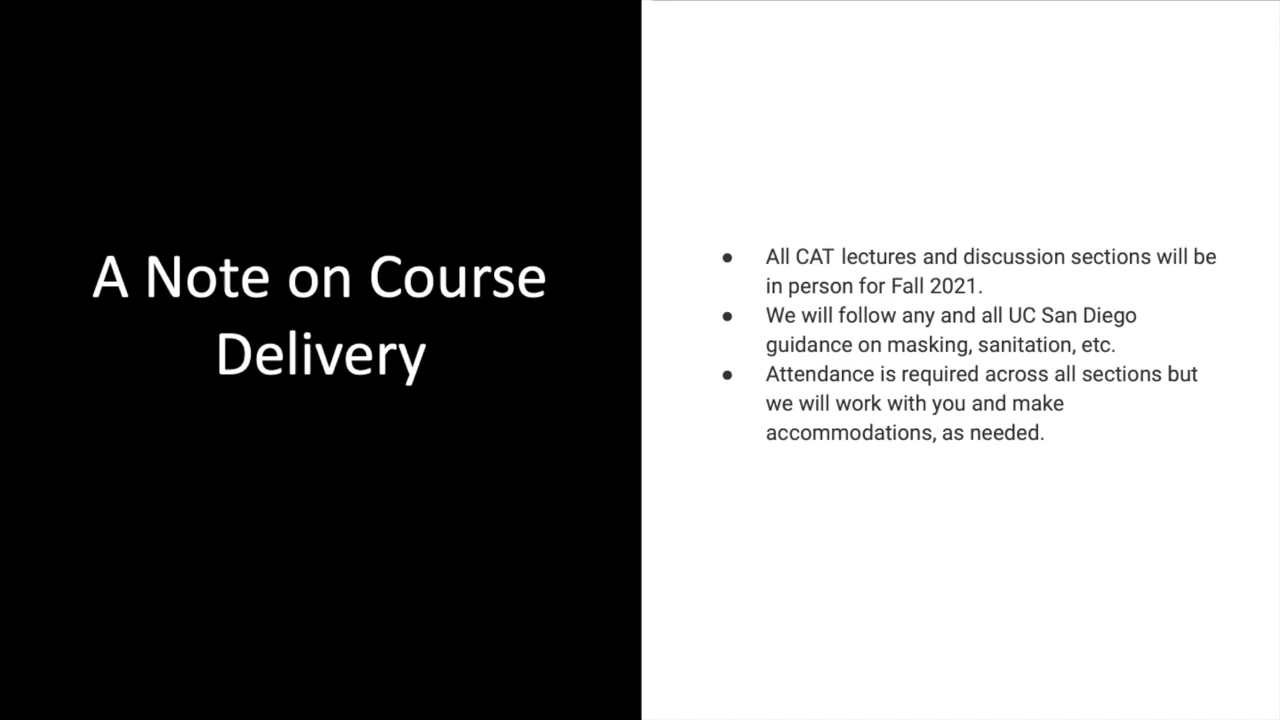 A Note on Course
Delivery
● All CAT lectures and discussion sections will be
in person for Fall 2021.
● We will follow any and all UC San Diego
guidance on masking, sanitation, etc.
● Attendance is required across all sections but
we will work with you and make
accommodations, as needed.